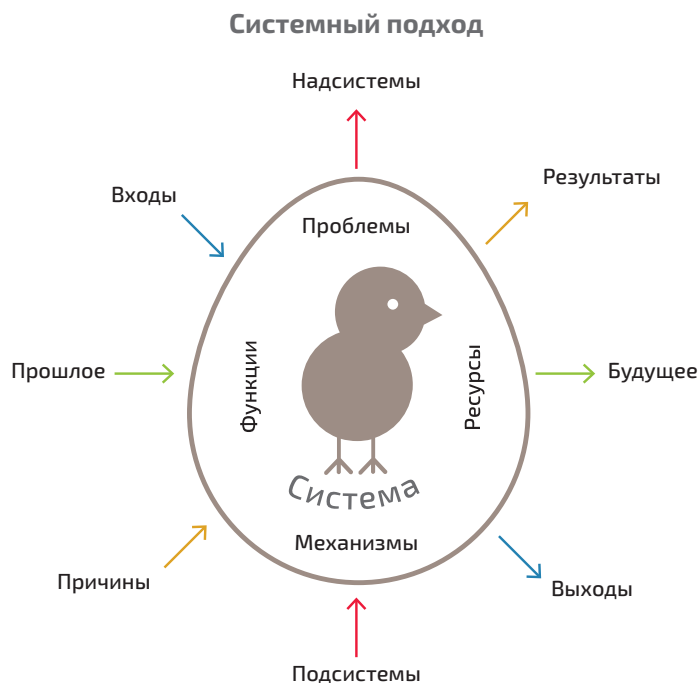 Системный подход
Надсистемы
Результаты
Входы
Проблемы
Функции
Ресурсы
Прошлое
Будущее
Система
Механизмы
Причины
Выходы
Подсистемы